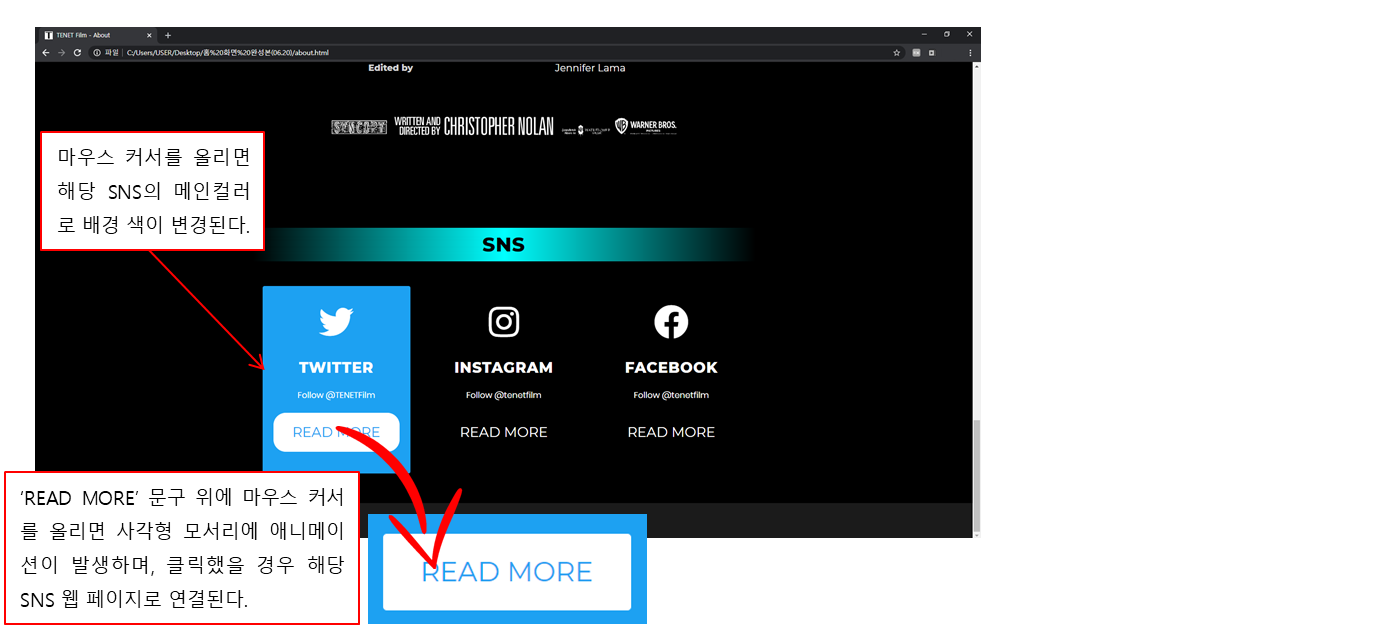 TENET Film - About
파일 C:/Users/USER/Desktop/홈%20화면%20완성본(06.20)/about.html
Edited by Jennifer Lama
SYNCOPY WRITTEN AND DIRECTED BY CHRISTOPHER NOLAN WARNER BROS. PICTURES
마우스 커서를 올리면
해당 SNS의 메인컬러
로 배경 색이 변경된다.
SNS
TWITTER INSTAGRAM FACEBOOK
Follow @TENETFilm Follow @tenetfilm Follow @tenetfilm
READ MORE READ MORE READ MORE
‘READ MORE’ 문구 위에 마우스 커서
를 올리면 사각형 모서리에 애니메이
션이 발생하며, 클릭했을 경우 해당
SNS 웹 페이지로 연결된다.
READ MORE